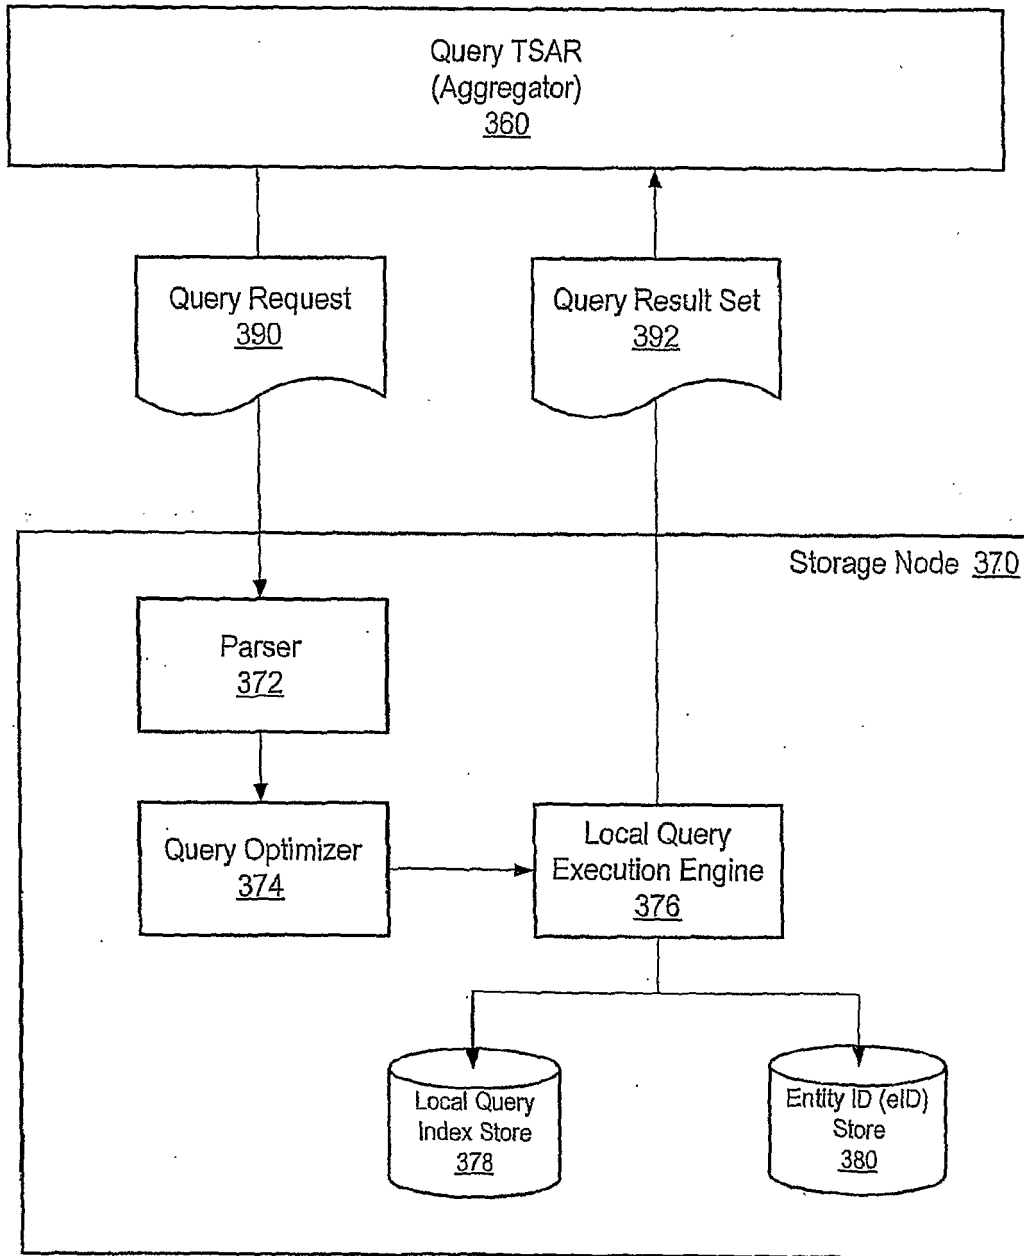 Query TSAR
(Aggregator)
360
Query Request
390
Query Result Set
392
Storage Node 370
Parser
372
Query Optimizer
374
Local Query
Execution Engine
376
Local Query
Index Store
378
Entity ID (eID)
Store
380